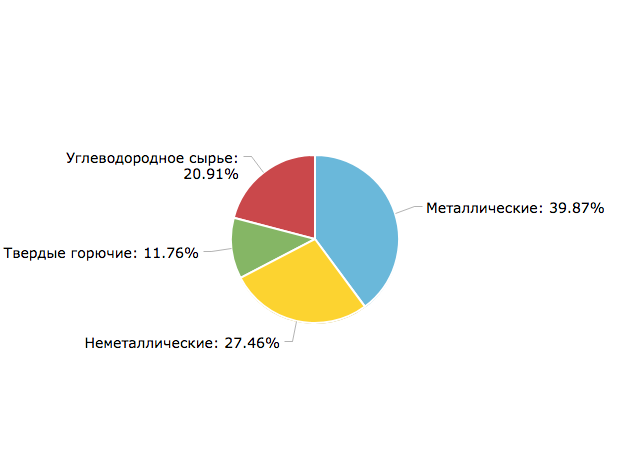 Углеводородное сырье:
20.91%
Металлические: 39.87%
Твердые горючие: 11.76%
Неметаллические: 27.46%